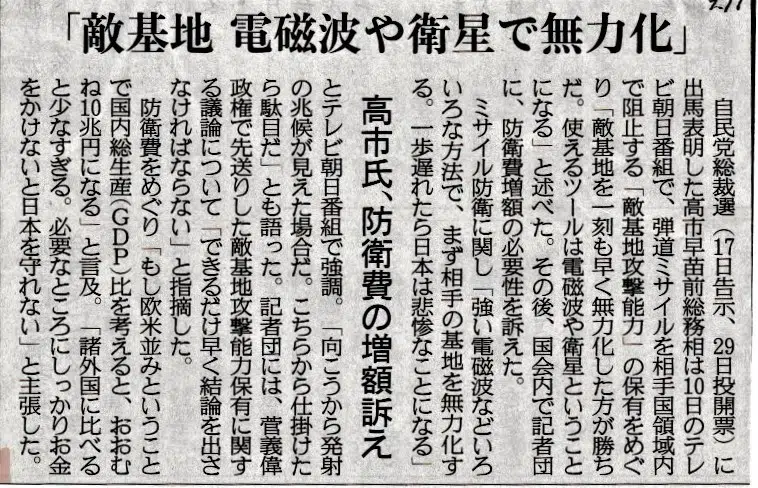 「敵基地 電磁波や衛星で無力化」
自民党総裁選(17日告示、29日投開票)に
出馬表明した高市早苗前総務相は10日のテレ
ビ朝日番組で、弾道ミサイルを相手国領域内
で阻止する「敵基地攻撃能力」の保有をめぐ
り「敵基地を一刻も早く無力化した方が勝ち
だ。使えるツールは電磁波や衛星ということ
になる」と述べた。その後、国会内で記者団
に、防衛費増額の必要性を訴えた。
ミサイル防衛に関し「強い電磁波などいろ
いろな方法で、まず相手の基地を無力化す
る。一歩遅れたら日本は悲惨なことになる」
高市氏、防衛費の増額訴え
とテレビ朝日番組で強調。「向こうから発射
の兆候が見えた場合だ。こちらから仕掛けた
ら駄目だ」とも語った。記者団には、菅義偉
政権で先送りした敵基地攻撃能力保有に関す
る議論について「できるだけ早く結論を出さ
なければならない」と指摘した。
防衛費をめぐり「もし欧米並みということ
で国内総生産(GDP)比を考えると、おおむ
ね10兆円になる」と言及。「諸外国に比べる
と少なすぎる。必要なところにしっかりお金
をかけないと日本を守れない」と主張した。